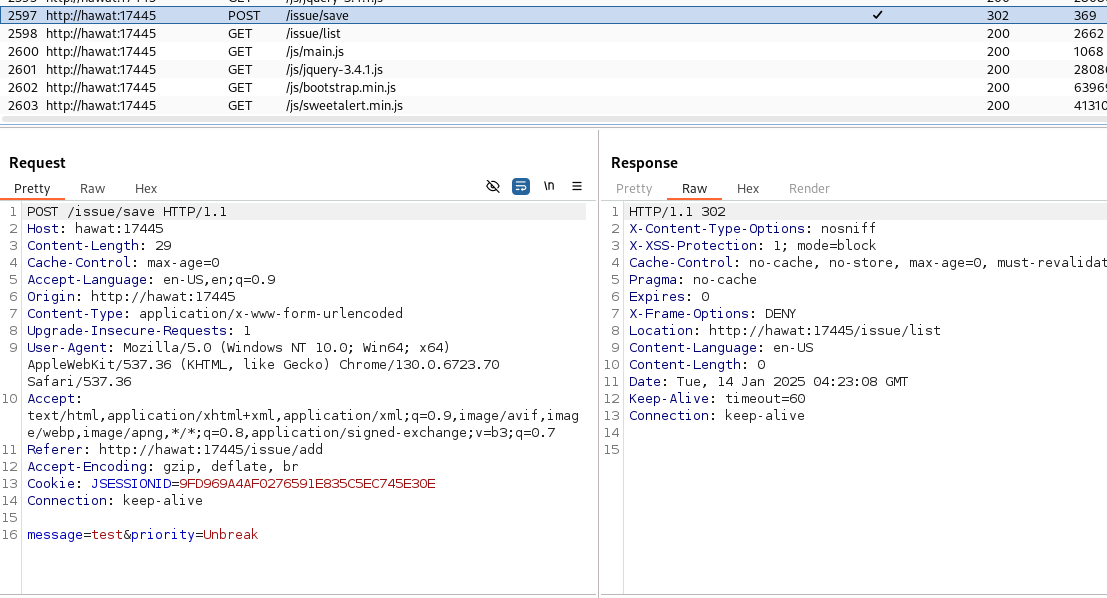 2597 http://hawat:17445 POST /issue/save ✓ 302 369
2598 http://hawat:17445 GET /issue/list 200 2662
2600 http://hawat:17445 GET /js/main.js 200 1068
2601 http://hawat:17445 GET /js/jquery-3.4.1.js 200
2602 http://hawat:17445 GET /js/bootstrap.min.js 200
2603 http://hawat:17445 GET /js/sweetalert.min.js 200 41310
Request
Pretty Raw Hex \n
1 POST /issue/save HTTP/1.1
2 Host: hawat:17445
3 Content-Length: 29
4 Cache-Control: max-age=0
5 Accept-Language: en-US,en;q=0.9
6 Origin: http://hawat:17445
7 Content-Type: application/x-www-form-urlencoded
8 Upgrade-Insecure-Requests: 1
9 User-Agent: Mozilla/5.0 (Windows NT 10.0; Win64; x64)
AppleWebKit/537.36 (KHTML, like Gecko) Chrome/130.0.6723.70
Safari/537.36
10 Accept:
text/html,application/xhtml+xml,application/xml;q=0.9,image/avif,imag
e/webp,image/apng,*/*;q=0.8,application/signed-exchange;v=b3;q=0.7
11 Referer: http://hawat:17445/issue/add
12 Accept-Encoding: gzip, deflate, br
13 Cookie: JSESSIONID=9FD969A4AF0276591E835C5EC745E30E
14 Connection: keep-alive
15
16 message=test&priority=Unbreak
Response
Pretty Raw Hex Render
1 HTTP/1.1 302
2 X-Content-Type-Options: nosniff
3 X-XSS-Protection: 1; mode=block
4 Cache-Control: no-cache, no-store, max-age=0, must-revalidat
5 Pragma: no-cache
6 Expires: 0
7 X-Frame-Options: DENY
8 Location: http://hawat:17445/issue/list
9 Content-Language: en-US
10 Content-Length: 0
11 Date: Tue, 14 Jan 2025 04:23:08 GMT
12 Keep-Alive: timeout=60
13 Connection: keep-alive
14
15